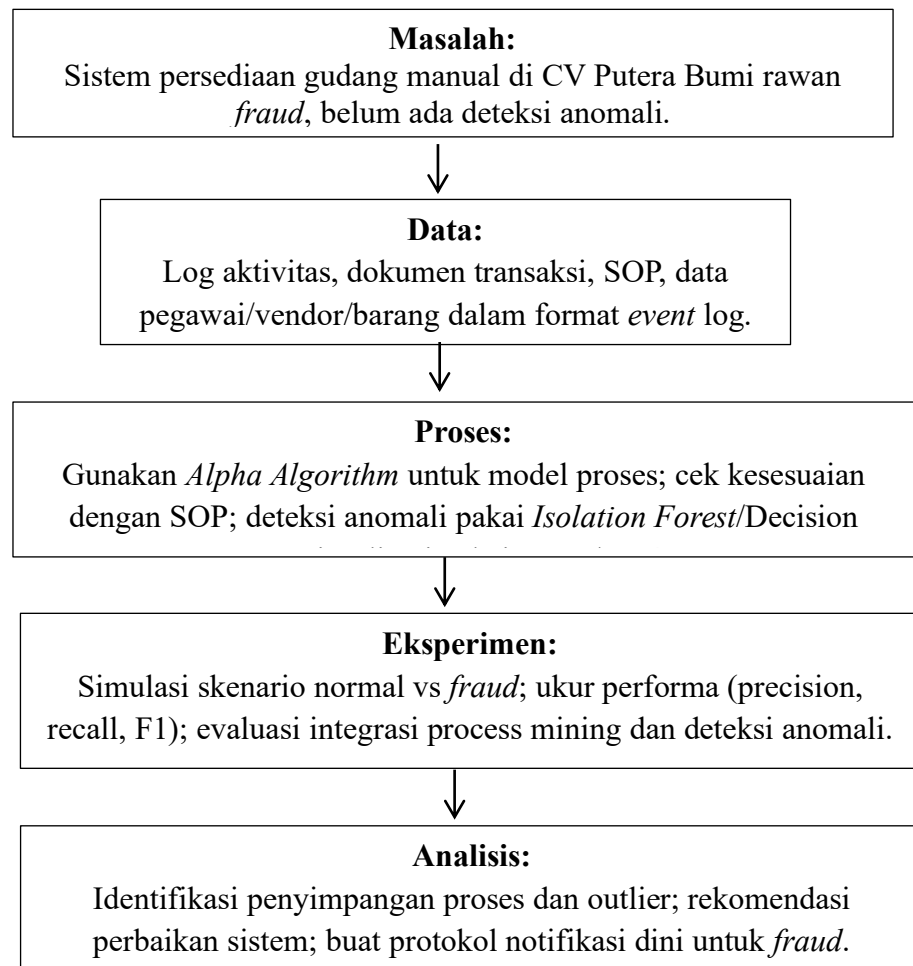 Masalah:
Sistem persediaan gudang manual di CV Putera Bumi rawan
fraud, belum ada deteksi anomali.
Data:
Log aktivitas, dokumen transaksi, SOP, data
pegawai/vendor/barang dalam format event log.
Proses:
Gunakan Alpha Algorithm untuk model proses; cek kesesuaian
dengan SOP; deteksi anomali pakai Isolation Forest/Decision
Eksperimen:
Simulasi skenario normal vs fraud; ukur performa (precision,
recall, F1); evaluasi integrasi process mining dan deteksi anomali.
Analisis:
Identifikasi penyimpangan proses dan outlier; rekomendasi
perbaikan sistem; buat protokol notifikasi dini untuk fraud.